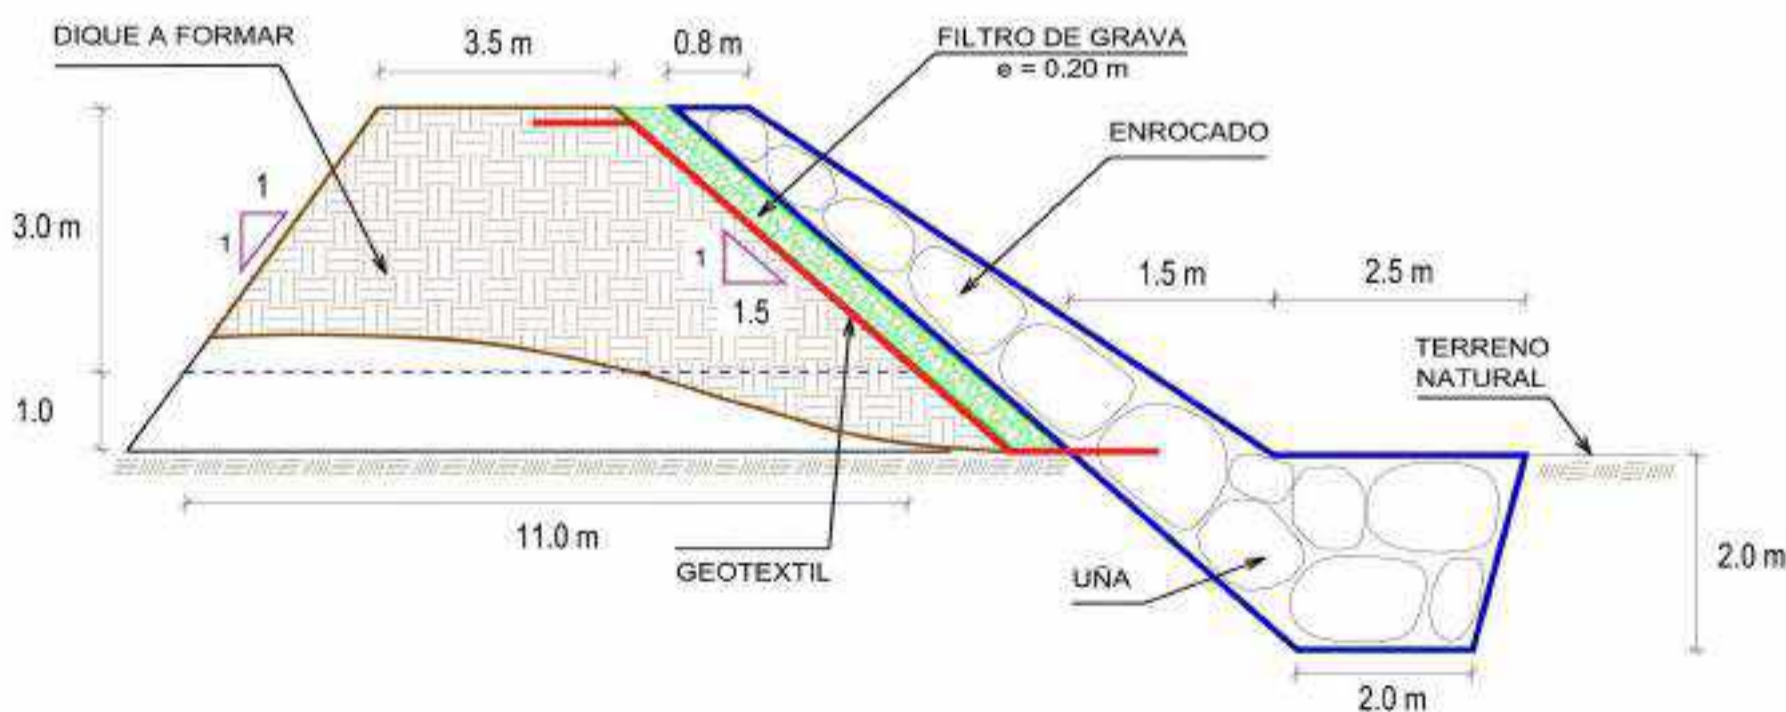 DIQUE A FORMAR
3.5 m
0.8 m
FILTRO DE GRAVA
e = 0.20 m
ENROCADO
1
1
3.0 m
1
1.5
1.5 m
2.5 m
TERRENO
NATURAL
1.0
11.0 m
GEOTEXTIL
UÑA
2.0 m
2.0 m